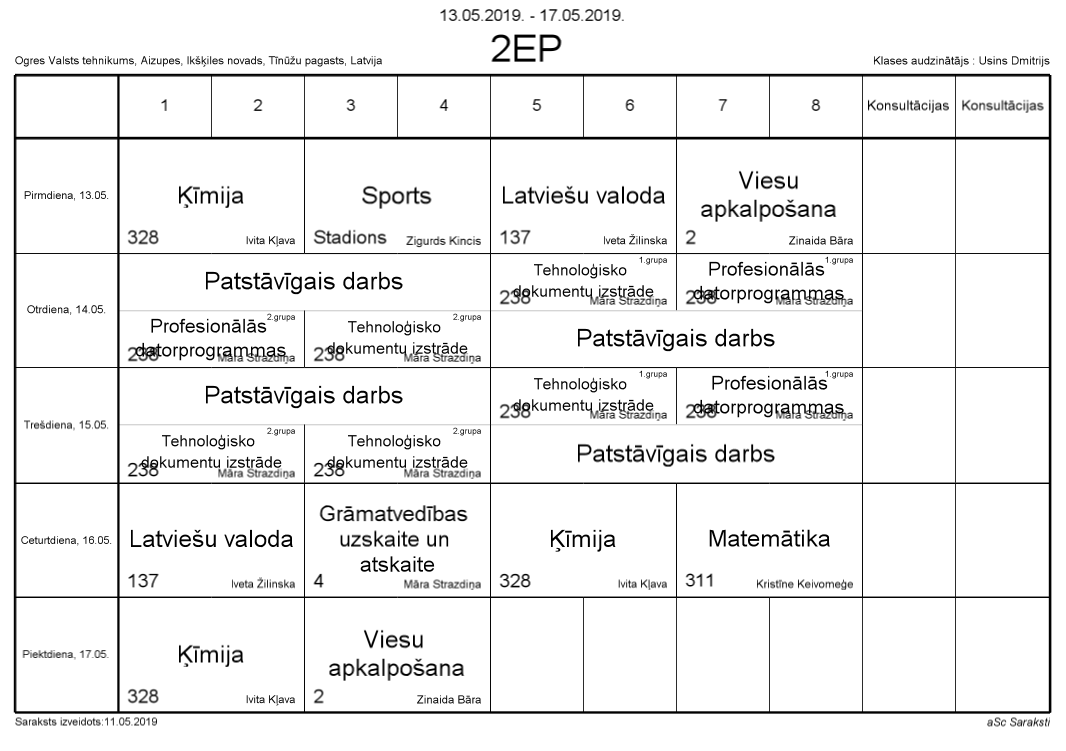 13.05.2019. - 17.05.2019.
2EP
Ogres Valsts tehnikums, Aizupes, Ikšķiles novads, Tīnūžu pagasts, Latvija
Klases audzinātājs : Usins Dmitrijs
1 2 3 4 5 6 7 8 Konsultācijas Konsultācijas
Pirmdiena, 13.05.
Ķīmija
328 Ivita Kļava
Sports
Stadions Zigurds Kincis
Latviešu valoda
137 Iveta Žilinska
Viesu
apkalpošana
2 Zinaida Bāra
Otrdiena, 14.05.
Patstāvīgais darbs
1.grupa
Tehnoloģisko
dokumentu izstrāde
238 Māra Strazdiņa
1.grupa
Profesionālās
datorprogrammas
238 Māra Strazdiņa
2.grupa
Profesionālās
datorprogrammas
238 Māra Strazdiņa
2.grupa
Tehnoloģisko
dokumentu izstrāde
238 Māra Strazdiņa
Patstāvīgais darbs
Trešdiena, 15.05.
Patstāvīgais darbs
1.grupa
Tehnoloģisko
dokumentu izstrāde
238 Māra Strazdiņa
1.grupa
Profesionālās
datorprogrammas
238 Māra Strazdiņa
2.grupa
Tehnoloģisko
dokumentu izstrāde
238 Māra Strazdiņa
2.grupa
Tehnoloģisko
dokumentu izstrāde
238 Māra Strazdiņa
Patstāvīgais darbs
Ceturtdiena, 16.05.
Latviešu valoda
137 Iveta Žilinska
Grāmatvedības
uzskaite un
atskaite
4 Māra Strazdiņa
Ķīmija
328 Ivita Kļava
Matemātika
311 Kristīne Keivomeģe
Piektdiena, 17.05.
Ķīmija
328 Ivita Kļava
Viesu
apkalpošana
2 Zinaida Bāra
Saraksts izveidots:11.05.2019
aSc Saraksti